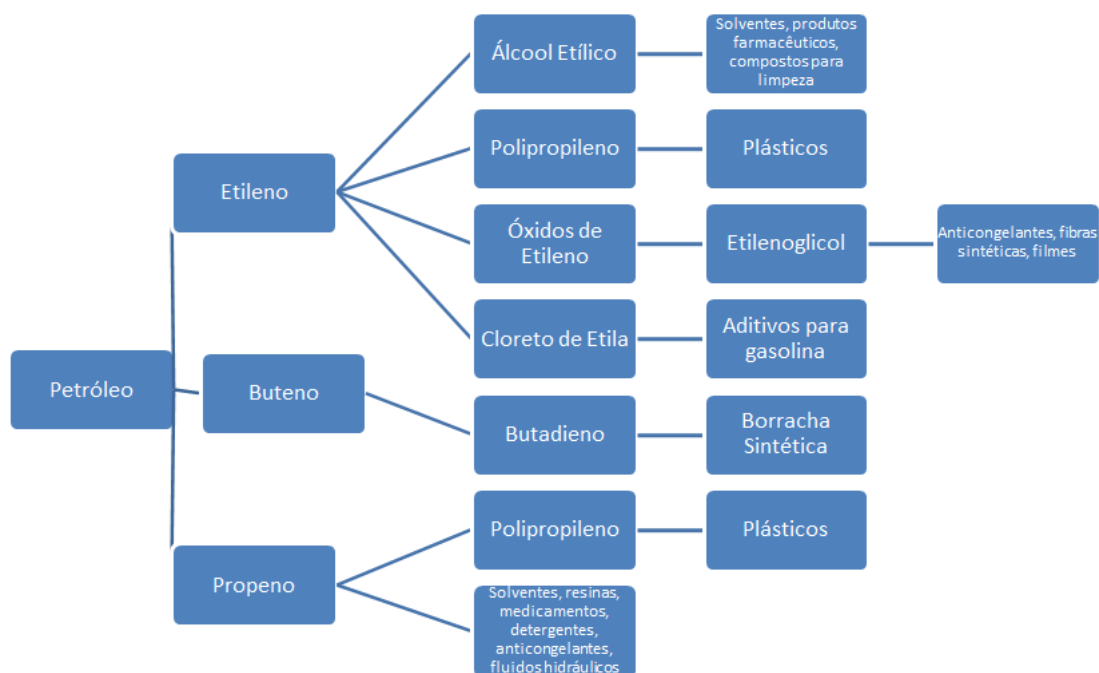 Petróleo
Etileno
Álcool Etílico
Solventes, produtos
farmacêuticos,
compostos para
limpeza
Polipropileno
Plásticos
Óxidos de
Etileno
Etilenoglicol
Anticongelantes, fibras
sintéticas, filmes
Cloreto de Etila
Aditivos para
gasolina
Buteno
Butadieno
Borracha
Sintética
Propeno
Polipropileno
Plásticos
Solventes, resinas,
medicamentos,
detergentes,
anticongelantes,
fluidos hidráulicos